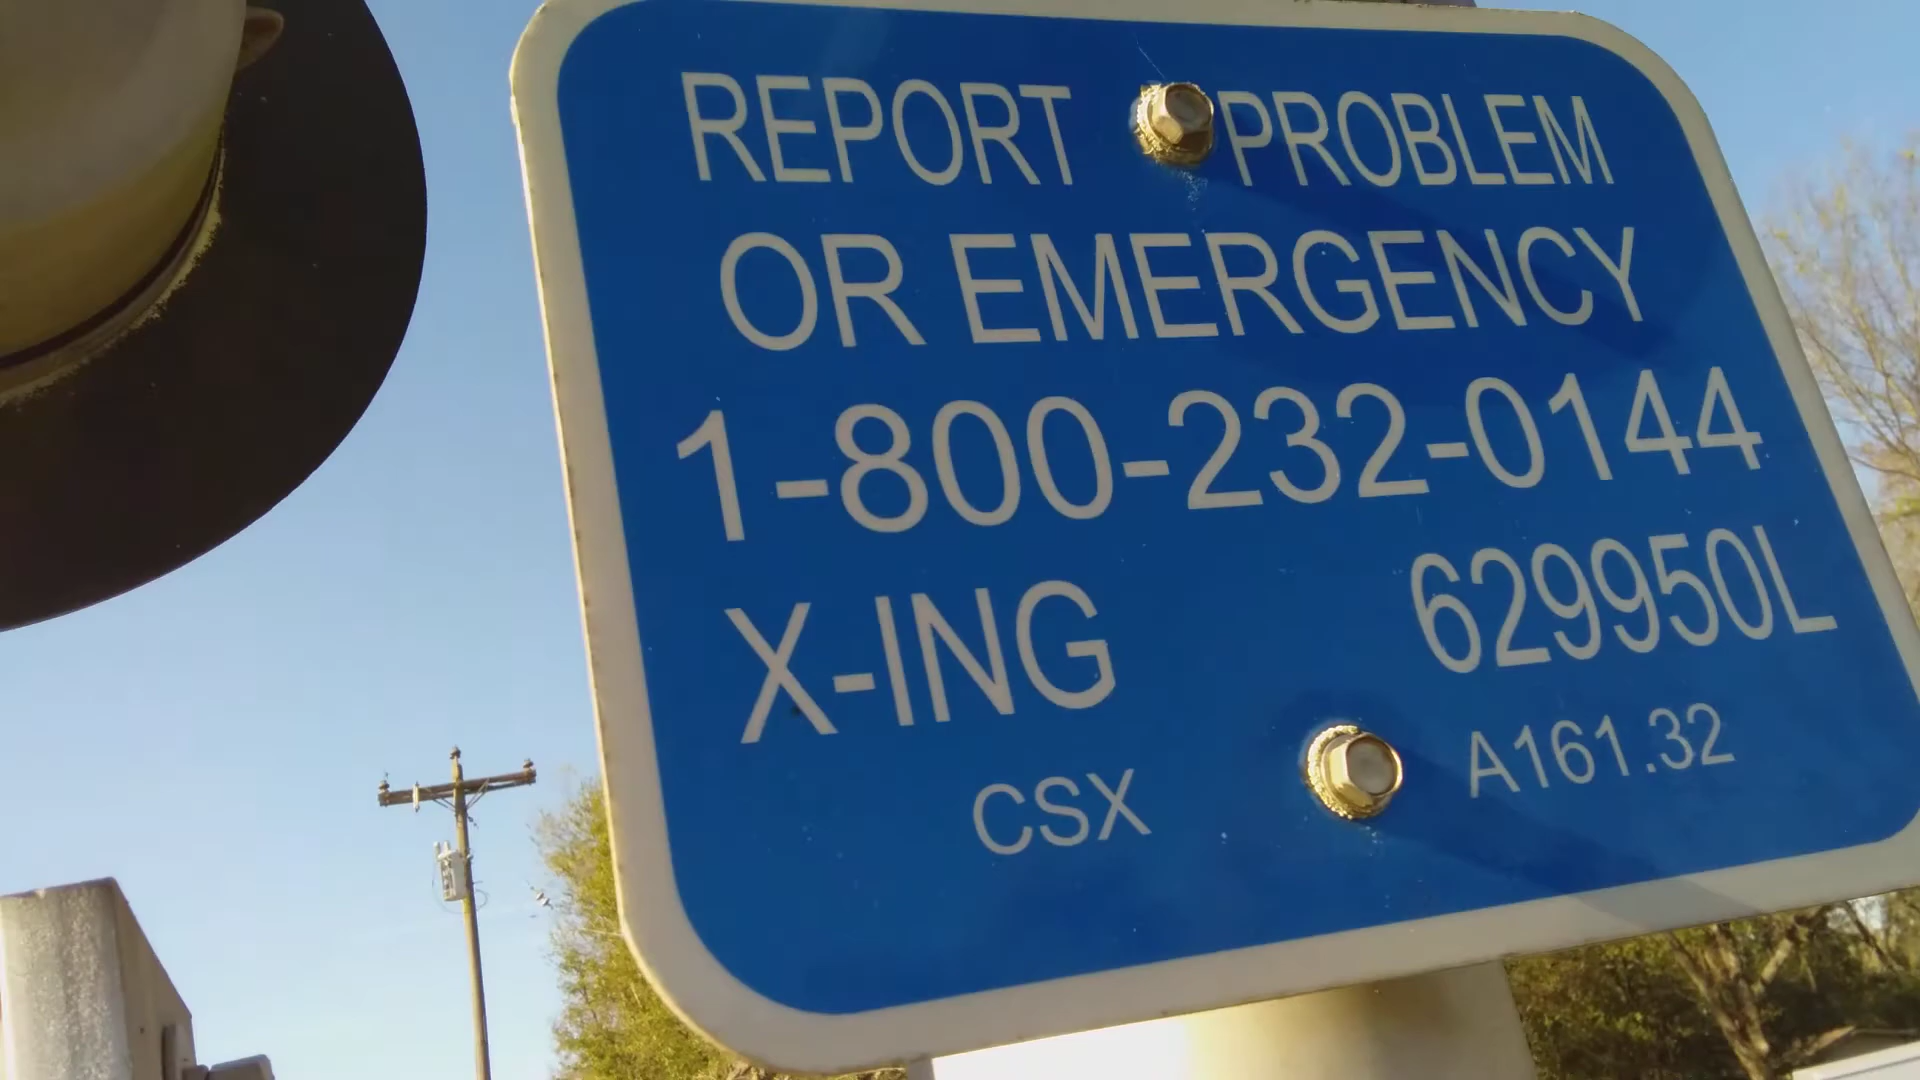 REPORT PROBLEM
OR EMERGENCY
1-800-232-0144
X-ING 629950L
CSX A161.32